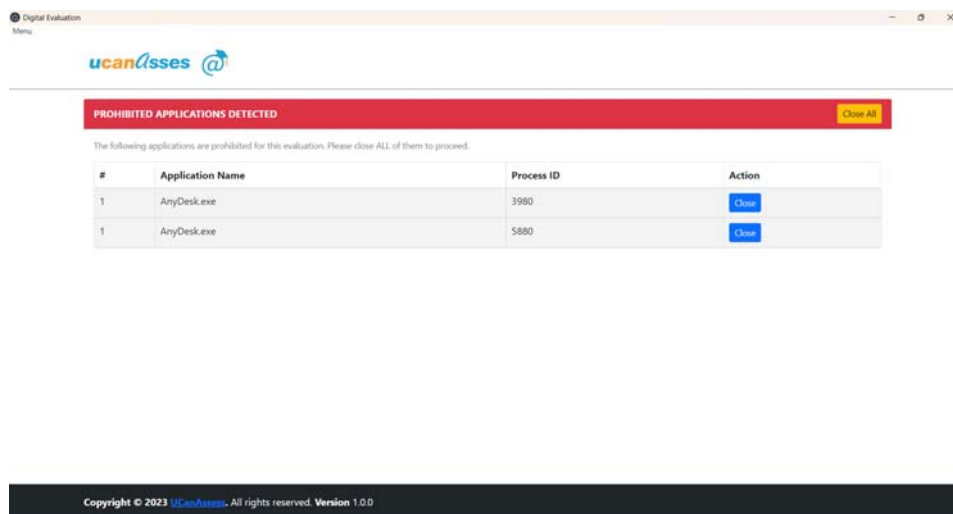 Digital Evaluation
Menu
ucanAsses @
PROHIBITED APPLICATIONS DETECTED Close All
The following applications are prohibited for this evaluation. Please close ALL of them to proceed.
# Application Name Process ID Action
1 AnyDesk.exe 3980 Close
1 AnyDesk.exe 5880 Close
Copyright © 2023 UCanAssess. All rights reserved. Version 1.0.0